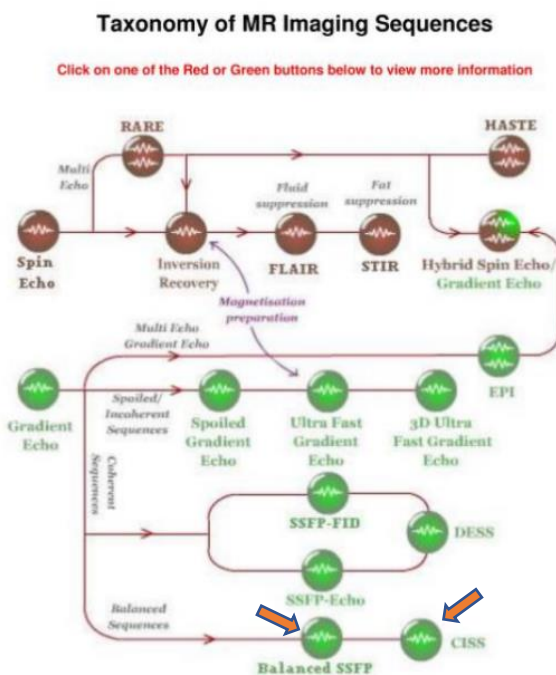 Taxonomy of MR Imaging Sequences
Click on one of the Red or Green buttons below to view more information
RARE
HASTE
Multi
Echo
Fluid
suppression
Fat
suppression
Spin
Echo
Inversion
Recovery
FLAIR
STIR
Hybrid Spin Echo/
Gradient Echo
Magnetisation
preparation
Multi Echo
Gradient Echo
EPI
Gradient
Echo
Spoiled/
Incoherent
Sequences
Spoiled
Gradient
Echo
Ultra Fast
Gradient
Echo
3D Ultra
Fast Gradient
Echo
Coherent
Sequences
SSFP-FID
DESS
SSFP-Echo
Balanced
Sequences
Balanced SSFP
CISS